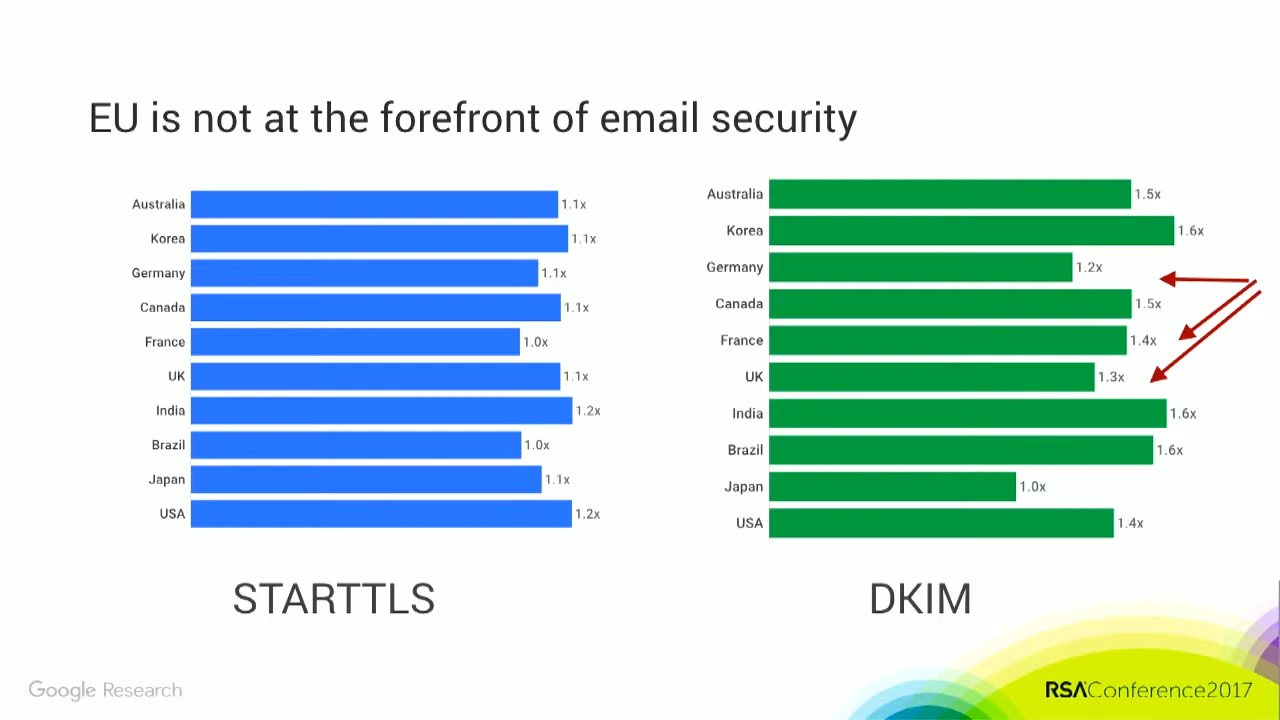 EU is not at the forefront of email security
Australia 1.1x
Korea 1.1x
Germany 1.1x
Canada 1.1x
France 1.0x
UK 1.1x
India 1.2x
Brazil 1.0x
Japan 1.1x
USA 1.2x
STARTTLS
Australia 1.5x
Korea 1.6x
Germany 1.2x
Canada 1.5x
France 1.4x
UK 1.3x
India 1.6x
Brazil 1.6x
Japan 1.0x
USA 1.4x
DKIM
Google Research
RSAConference2017